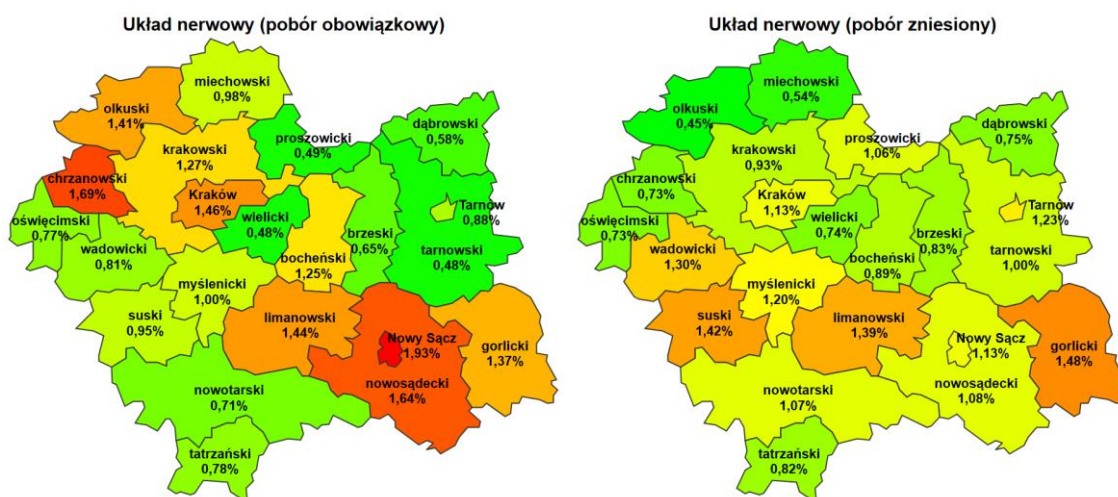 Układ nerwowy (pobór obowiązkowy)
miechowski
0,98%
olkuski
1,41%
dąbrowski
0,58%
proszowicki
0,49%
krakowski
1,27%
chrzanowski
1,69%
Kraków
1,46%
Tarnów
0,88%
oświęcimski
0,77%
wielicki
0,48%
wadowicki
0,81%
brzeski
0,65%
tarnowski
0,48%
bocheński
1,25%
myślenicki
1,00%
suski
0,95%
limanowski
1,44%
Nowy Sącz
1,93%
gorlicki
1,37%
nowotarski
0,71%
nowosądecki
1,64%
tatrzański
0,78%
Układ nerwowy (pobór zniesiony)
miechowski
0,54%
olkuski
0,45%
dąbrowski
0,75%
proszowicki
1,06%
krakowski
0,93%
chrzanowski
0,73%
Kraków
1,13%
Tarnów
1,23%
oświęcimski
0,73%
wielicki
0,74%
wadowicki
1,30%
brzeski
0,83%
tarnowski
1,00%
bocheński
0,89%
myślenicki
1,20%
suski
1,42%
limanowski
1,39%
Nowy Sącz
1,13%
gorlicki
1,48%
nowotarski
1,07%
nowosądecki
1,08%
tatrzański
0,82%